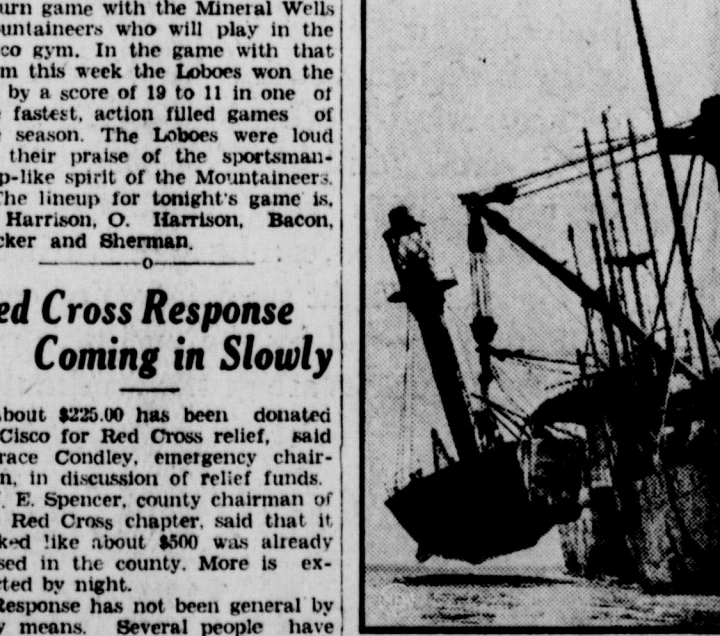 urn game with the Mineral Wells
untaineers who will play in the
co gym. In the game with that
m this week the Loboes won the
by a score of 19 to 11 in one of
fastest, action filled games of
season. The Loboes were loud
their praise of the sportsman-
p-like spirit of the Mountaineers.
The lineup for tonight's game is,
Harrison, O. Harrison, Bacon,
cker and Sherman.
ed Cross Response
Coming in Slowly
bout $225.00 has been donated
Cisco for Red Cross relief, said
race Condley, emergency chair-
n, in discussion of relief funds.
. E. Spencer, county chairman of
Red Cross chapter, said that it
ked like about $500 was already
sed in the county. More is ex-
cted by night.
Response has not been general by
y means. Several people have